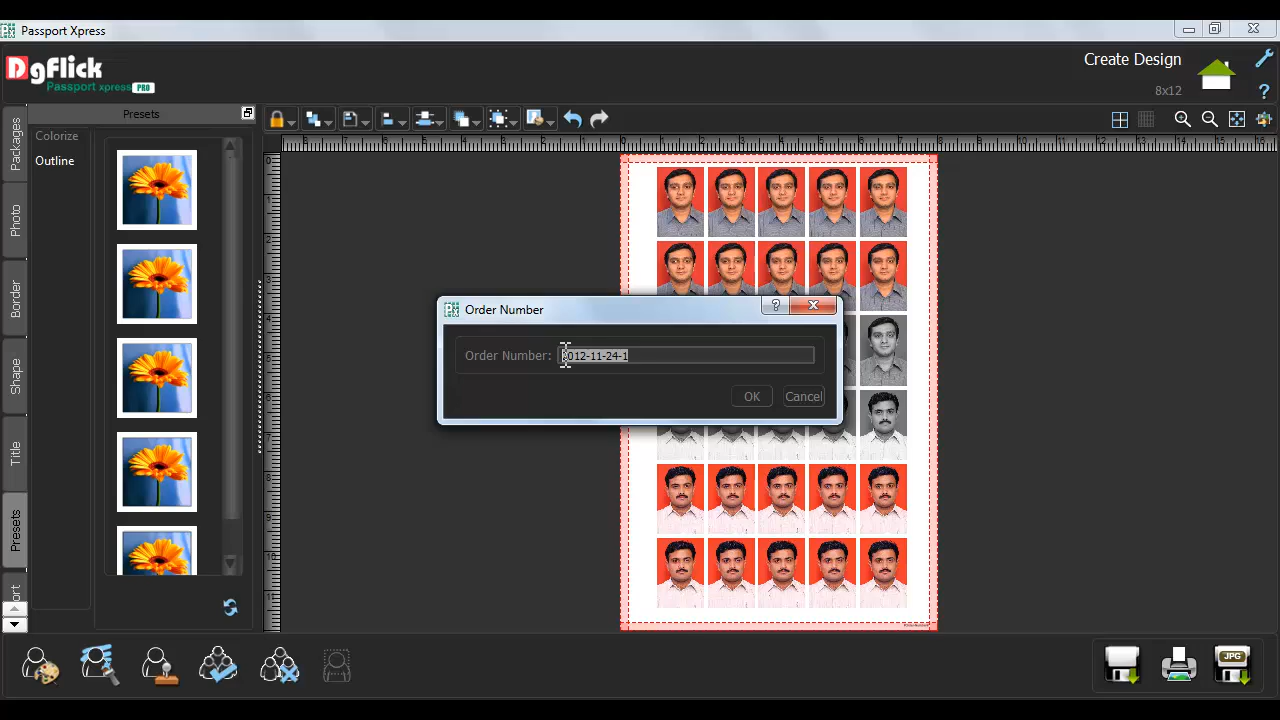 Passport Xpress
DgFlick
Passport xpress PRO
Create Design
8x12
Presets
Colorize
Outline
Packages
Photo
Border
Shape
Title
Presets
Order Number
Order Number: 2012-11-24-1
OK
Cancel
JPG